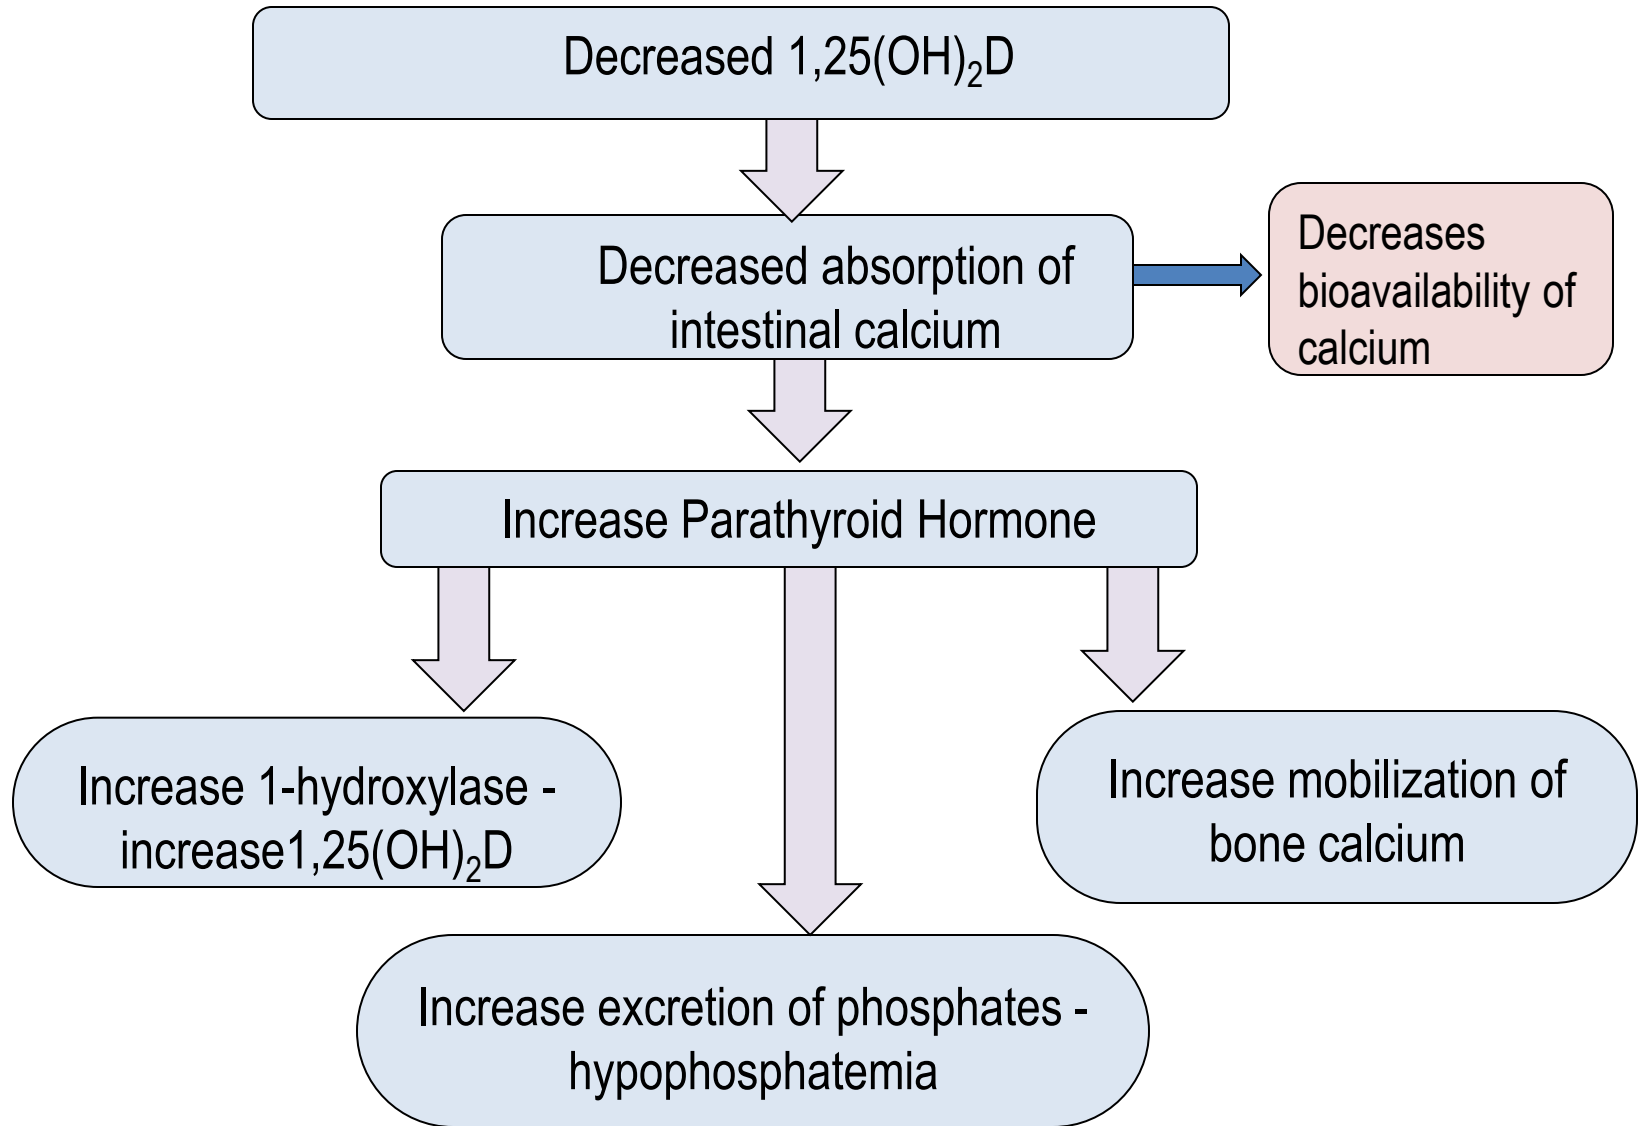 Decreased 1,25(OH)₂D
Decreased absorption of
intestinal calcium
Decreases
bioavailability of
calcium
Increase Parathyroid Hormone
Increase 1-hydroxylase -
increase1,25(OH)₂D
Increase mobilization of
bone calcium
Increase excretion of phosphates -
hypophosphatemia